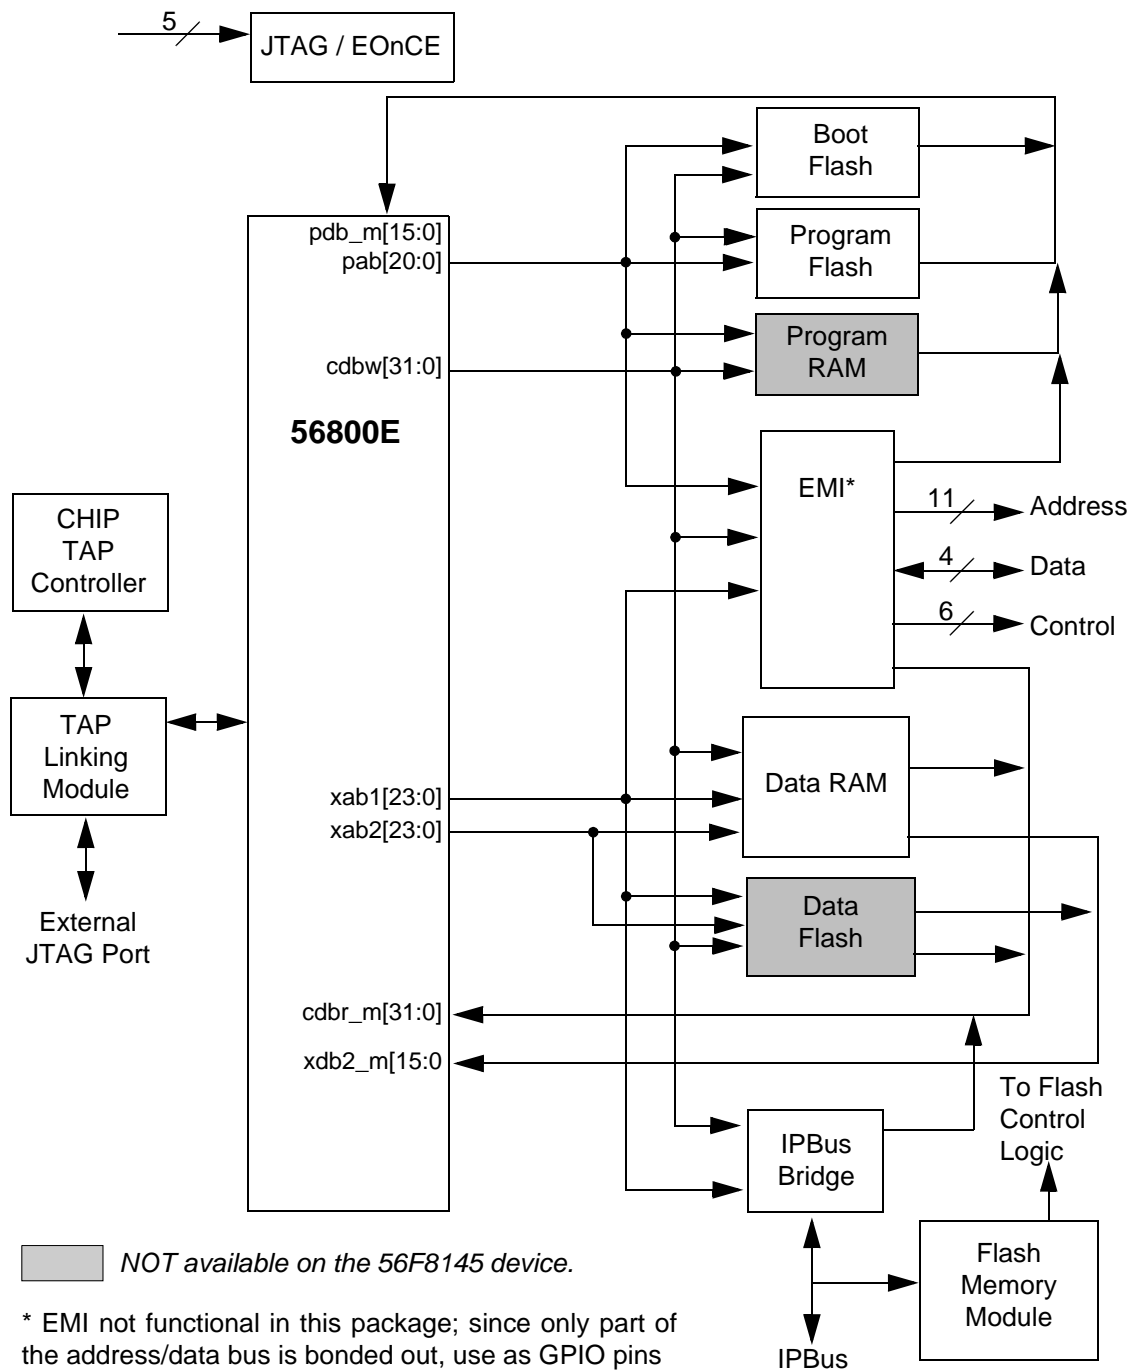 5
JTAG / EOnCE
Boot
Flash
pdb_m[15:0]
pab[20:0]
Program
Flash
cdbw[31:0]
Program
RAM
56800E
EMI*
11
Address
4
Data
6
Control
CHIP
TAP
Controller
TAP
Linking
Module
External
JTAG Port
xab1[23:0]
xab2[23:0]
Data RAM
Data
Flash
cdbr_m[31:0]
xdb2_m[15:0
To Flash
Control
Logic
IPBus
Bridge
Flash
Memory
Module
IPBus
NOT available on the 56F8145 device.
* EMI not functional in this package; since only part of
the address/data bus is bonded out, use as GPIO pins